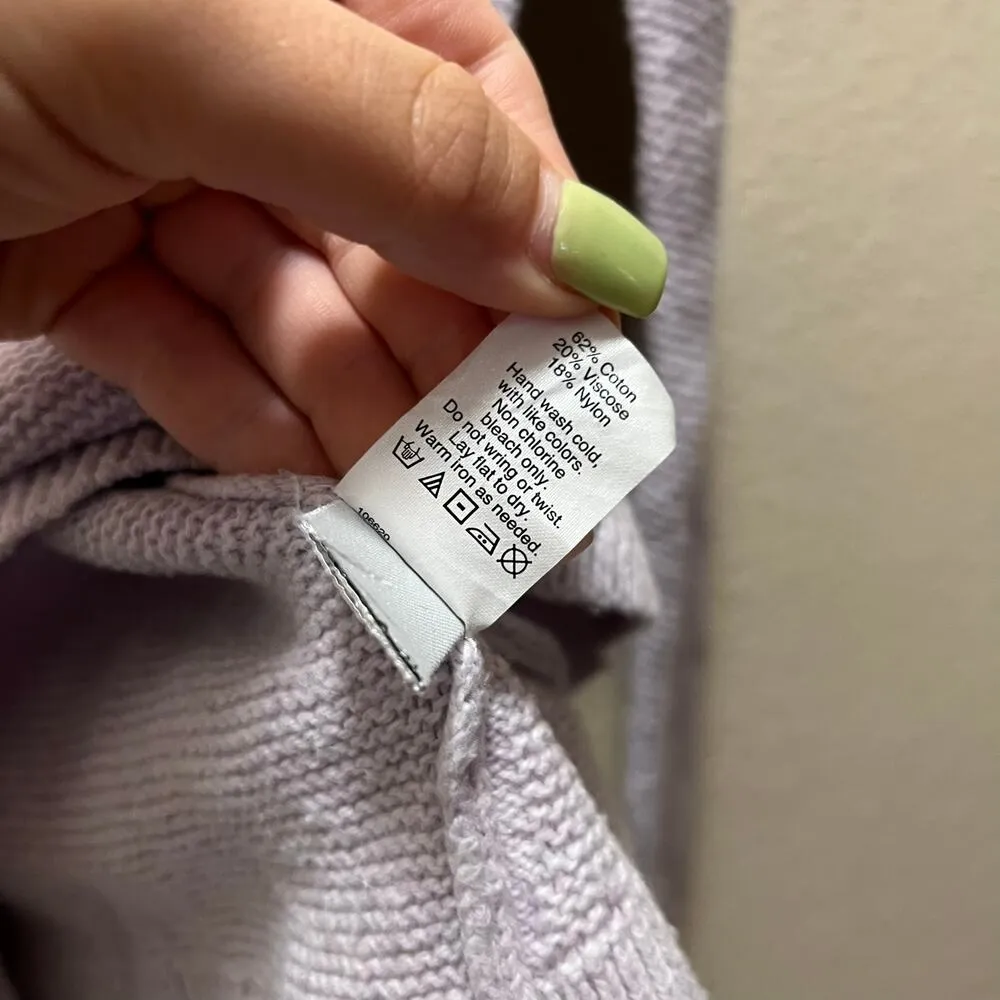 62% Coton
20% Viscose
18% Nylon
Hand wash cold,
with like colors.
Non chlorine
bleach only.
Do not wring or twist.
Lay flat to dry.
Warm iron as needed.
106620